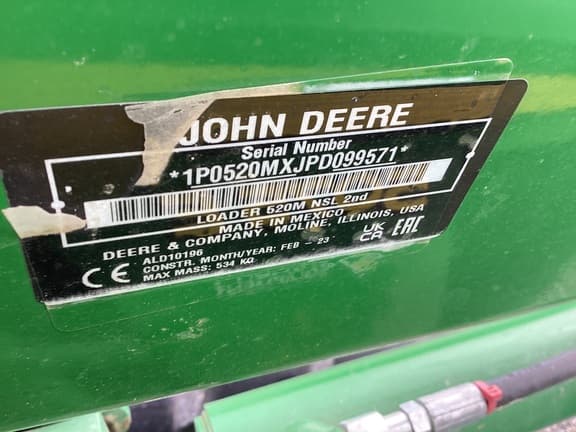 JOHN DEERE
Serial Number
*1P0520MXJPD099571*
LOADER 520M NSL 2nd
MADE IN MEXICO
DEERE & COMPANY, MOLINE, ILLINOIS, USA
ALD10196
CONSTR. MONTH/YEAR: FEB - 23
MAX MASS: 534 KG
CE
UK
CA
EAC